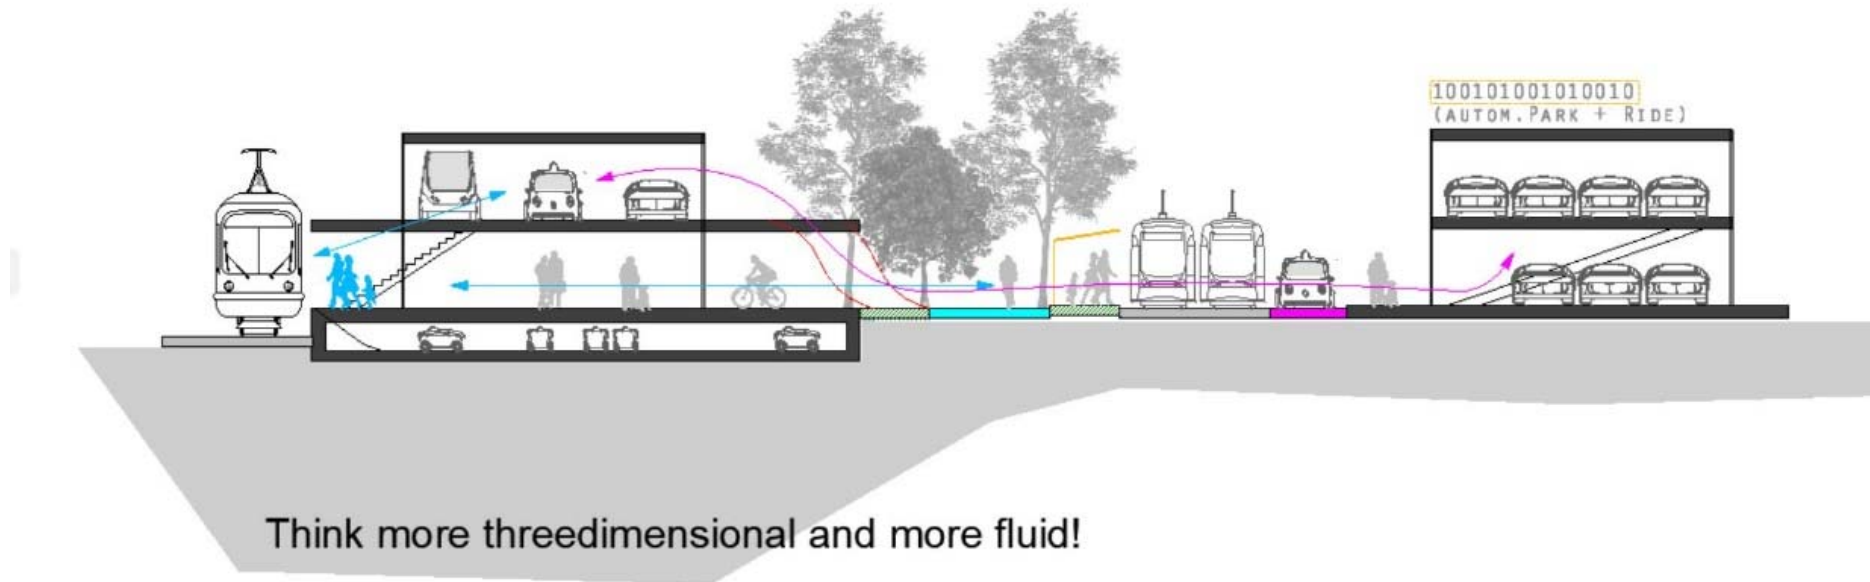 100101001010010
(AUTOM.PARK + RIDE)
Think more threedimensional and more fluid!